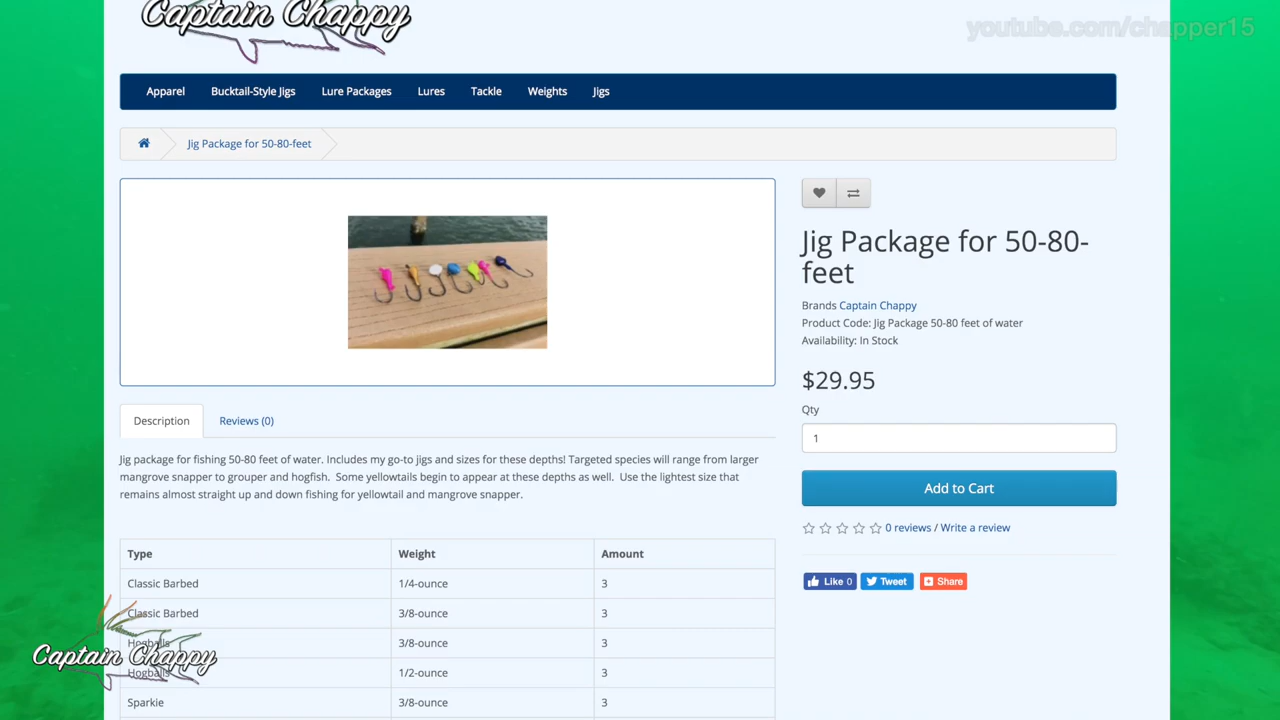 Captain Chappy
youtube.com/chapper15
Apparel Bucktail-Style Jigs Lure Packages Lures Tackle Weights Jigs
Jig Package for 50-80-feet
Jig Package for 50-80-
feet
Brands Captain Chappy
Product Code: Jig Package 50-80 feet of water
Availability: In Stock
$29.95
Qty
1
Add to Cart
0 reviews / Write a review
Like 0 Tweet Share
Description Reviews (0)
Jig package for fishing 50-80 feet of water. Includes my go-to jigs and sizes for these depths! Targeted species will range from larger
mangrove snapper to grouper and hogfish. Some yellowtails begin to appear at these depths as well. Use the lightest size that
remains almost straight up and down fishing for yellowtail and mangrove snapper.
Type Weight Amount
Classic Barbed 1/4-ounce 3
Classic Barbed 3/8-ounce 3
Hogballs 3/8-ounce 3
Hogballs 1/2-ounce 3
Sparkie 3/8-ounce 3
Captain Chappy